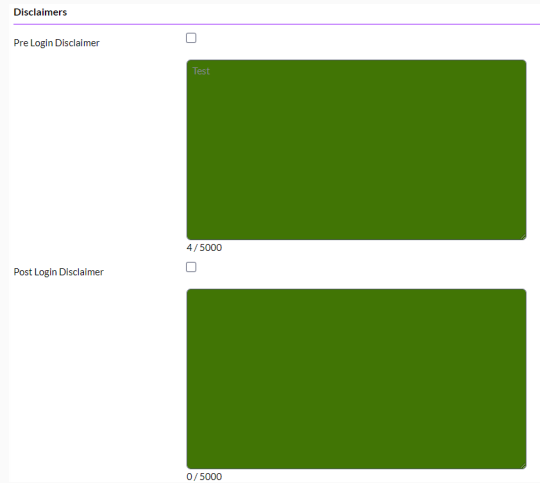 Disclaimers
Pre Login Disclaimer
Test
4 / 5000
Post Login Disclaimer
0 / 5000